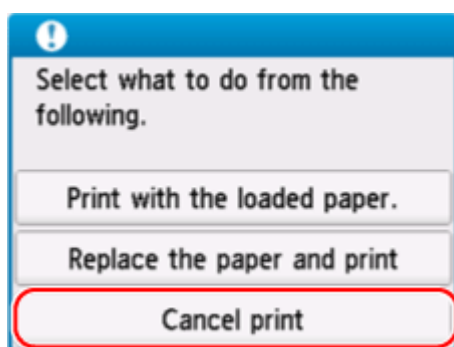 Select what to do from the
following.
Print with the loaded paper.
Replace the paper and print
Cancel print